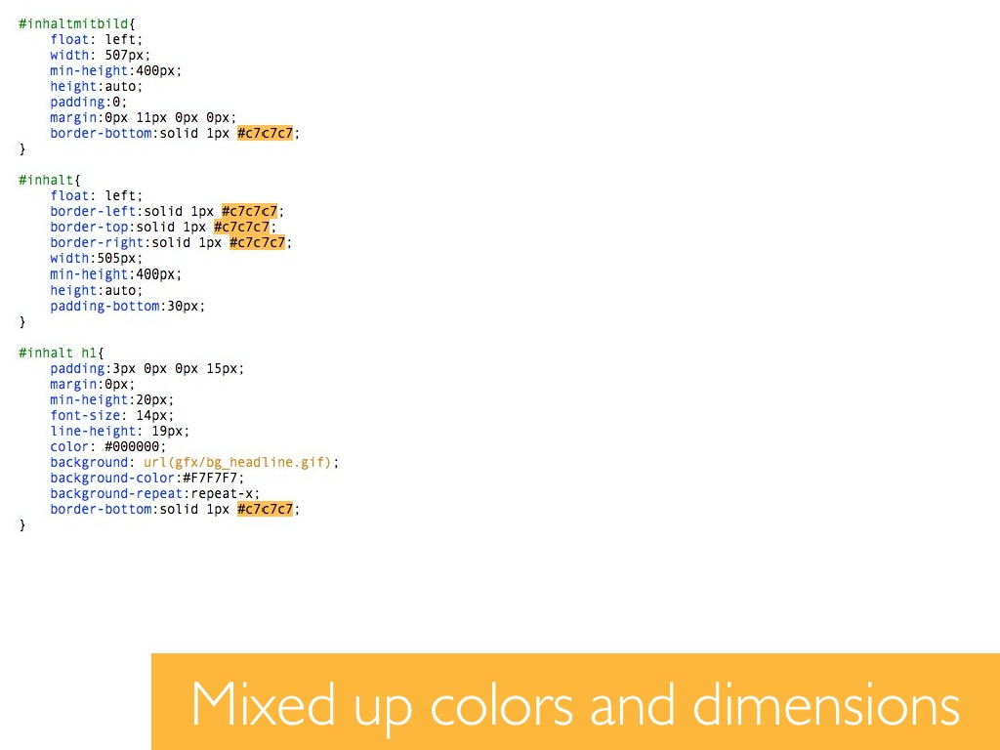 #inhaltmitbild{
    float: left;
    width: 507px;
    min-height:400px;
    height:auto;
    padding:0;
    margin:0px 11px 0px 0px;
    border-bottom:solid 1px #c7c7c7;
}

#inhalt{
    float: left;
    border-left:solid 1px #c7c7c7;
    border-top:solid 1px #c7c7c7;
    border-right:solid 1px #c7c7c7;
    width:505px;
    min-height:400px;
    height:auto;
    padding-bottom:30px;
}

#inhalt h1{
    padding:3px 0px 0px 15px;
    margin:0px;
    min-height:20px;
    font-size: 14px;
    line-height: 19px;
    color: #000000;
    background: url(gfx/bg_headline.gif);
    background-color:#F7F7F7;
    background-repeat:repeat-x;
    border-bottom:solid 1px #c7c7c7;
}

Mixed up colors and dimensions